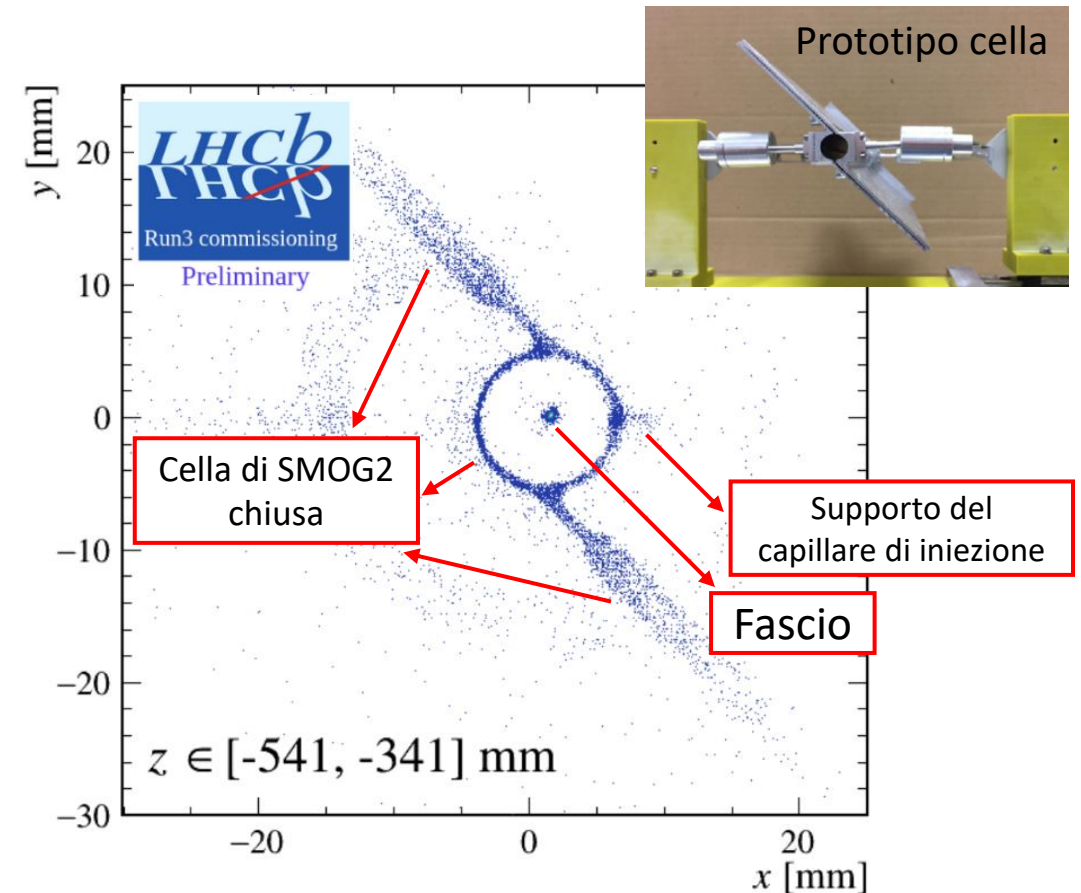 Prototipo cella
y [mm]
20
10
0
−10
−20
−30
LHCb
LHCb
Run3 commissioning
Preliminary
Cella di SMOG2
chiusa
Supporto del
capillare di iniezione
Fascio
z ∈ [-541, -341] mm
−20
0
20
x [mm]